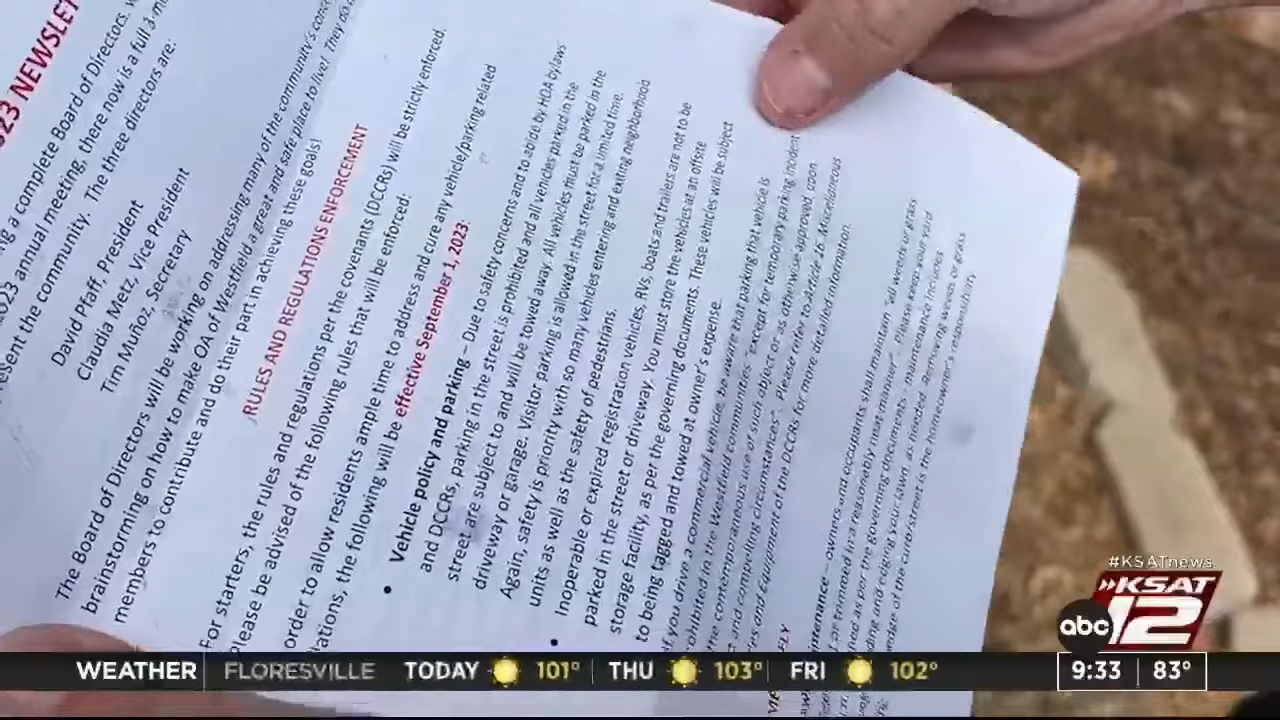 23 NEWSLET
g a complete Board of Directors.
2023 annual meeting, there now is a full 3-m
esent the community. The three directors are:
David Pfaff, President
Claudia Netz, Vice President
Tim Muñoz, Secretary
The Board of Directors will be working on addressing many of the community's conc
brainstorming on how to make OA of Westfield a great and safe place to live! They do a
members to contribute and do their part in achieving these goals!
RULES AND REGULATIONS ENFORCEMENT
For starters, the rules and regulations per the covenants (DCCRs) will be strictly enforced.
Please be advised of the following rules that will be enforced:
order to allow residents ample time to address and cure any vehicle/parking related
lations, the following will be effective September 1, 2023:
• Vehicle policy and parking – Due to safety concerns and to abide by HOA bylaws
and DCCRs, parking in the street is prohibited and all vehicles parked in the
street are subject to and will be towed away. All vehicles must be parked in the
driveway or garage. Visitor parking is allowed in the street for a limited time.
Again, safety is priority with so many vehicles entering and exiting neighborhood
units as well as the safety of pedestrians.
• Inoperable or expired registration vehicles, RVs, boats and trailers are not to be
parked in the street or driveway. You must store the vehicles at an offsite
storage facility, as per the governing documents. These vehicles will be subject
to being tagged and towed at owner's expense.
If you drive a commercial vehicle, be aware that parking that vehicle is
ohibited in the Westfield communities "except for temporary parking incident
the contemporaneous use of such object or as otherwise approved upon
t and compelling circumstances". Please refer to Article 16. Miscellaneous
les and Equipment of the DCCRs for more detailed information.
ELY
intenance – owners and occupants shall maintain "all weeds or grass
or trimmed in a reasonably neat manner". Please keep your yard
ined as per the governing documents, maintenance includes
ding and edging your lawn, as needed. Removing weeds or grass
edge of the curb/street is the homeowner's responsibility.
#KSATnews
KSAT
abc 12
WEATHER FLORESVILLE TODAY 101° THU 103° FRI 102° 9:33 83°